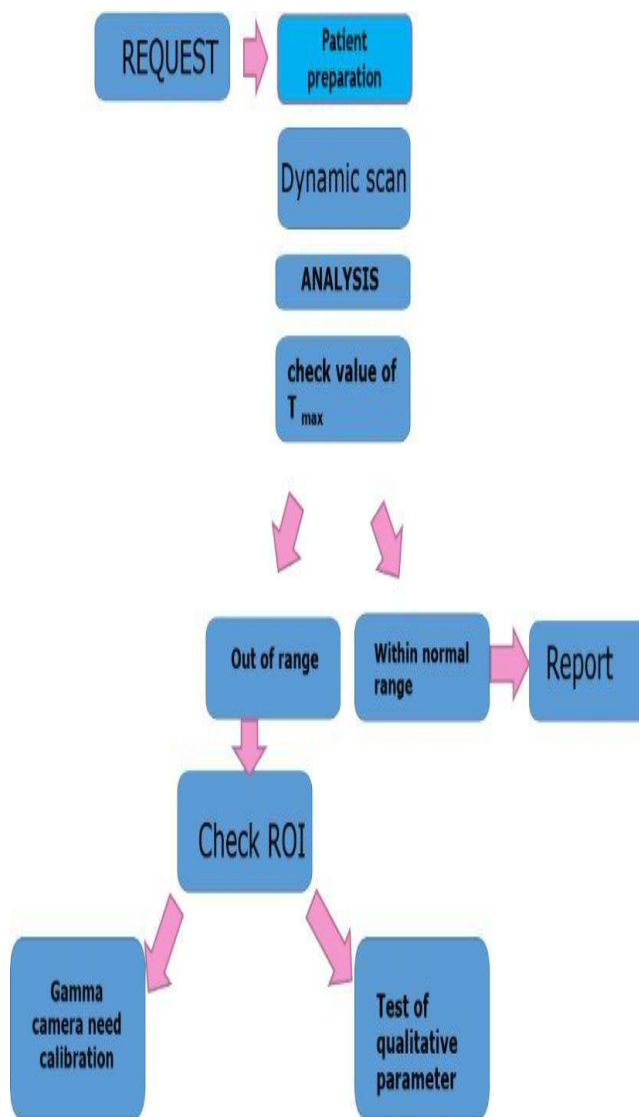 REQUEST
Patient
preparation
Dynamic scan
ANALYSIS
check value of
T max
Out of range
Within normal
range
Report
Check ROI
Gamma
camera need
calibration
Test of
qualitative
parameter